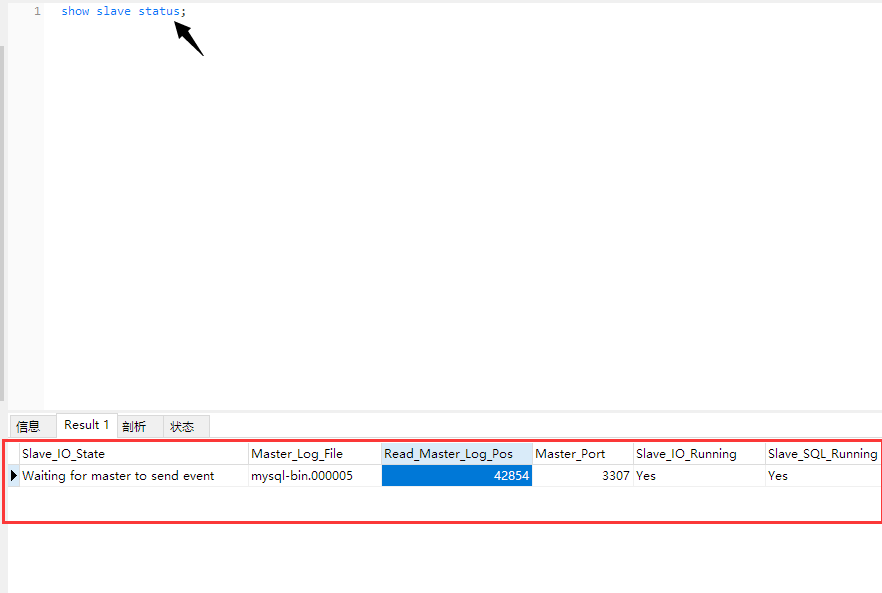 1 show slave status;
信息 Result 1 剖析 状态
Slave_IO_State Master_Log_File Read_Master_Log_Pos Master_Port Slave_IO_Running Slave_SQL_Running
Waiting for master to send event mysql-bin.000005 42854 3307 Yes Yes